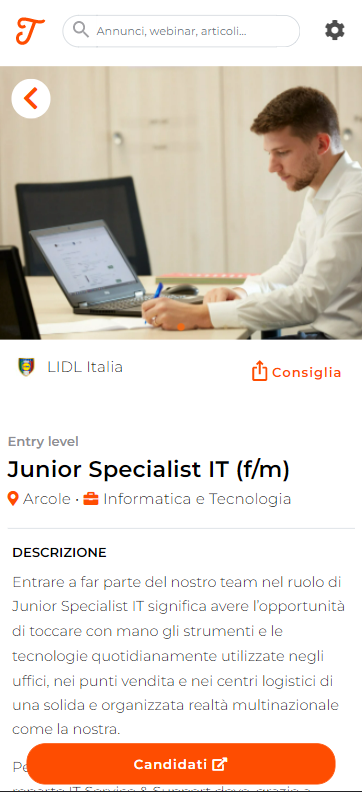 Annunci, webinar, articoli...
LIDL Italia
Consiglia
Entry level
Junior Specialist IT (f/m)
Arcole • Informatica e Tecnologia
DESCRIZIONE
Entrare a far parte del nostro team nel ruolo di
Junior Specialist IT significa avere l'opportunità
di toccare con mano gli strumenti e le
tecnologie quotidianamente utilizzate negli
uffici, nei punti vendita e nei centri logistici di
una solida e organizzata realtà multinazionale
come la nostra.
Candidati